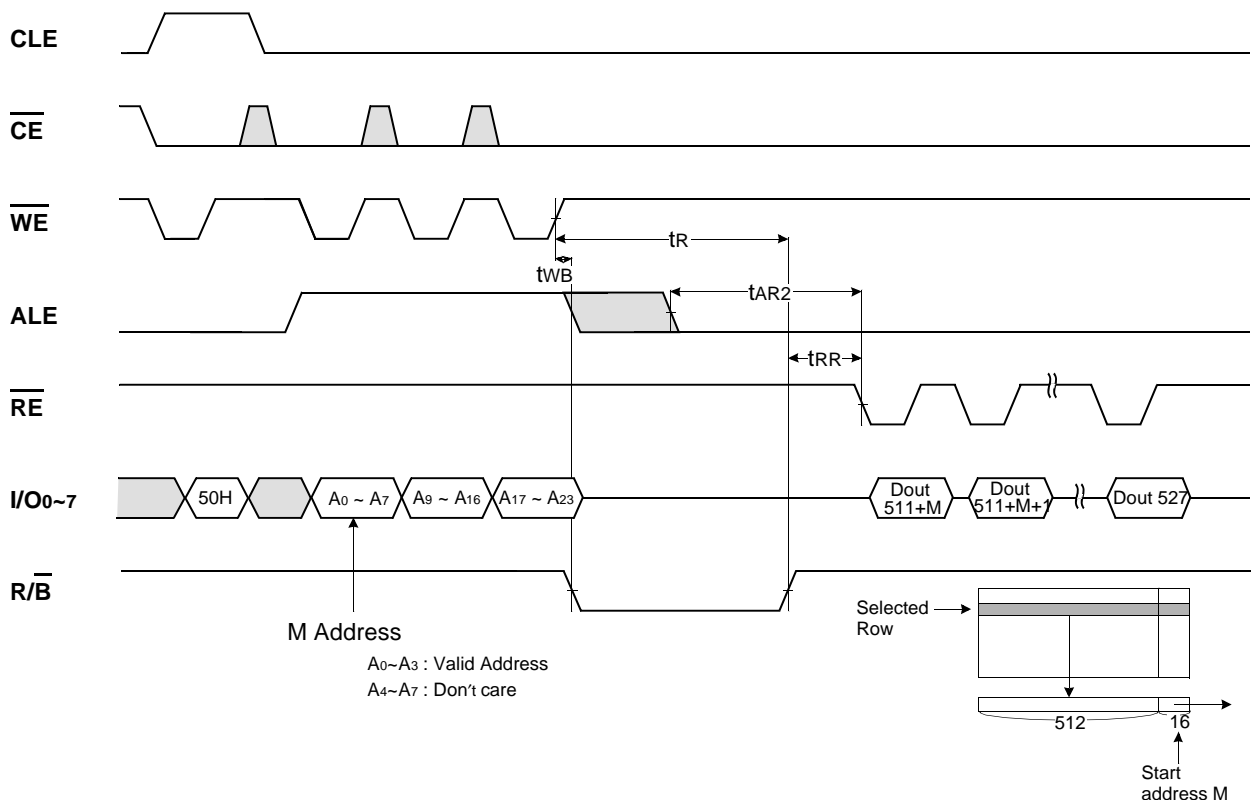 CLE
CE
WE
tR
tWB
ALE
tAR2
tRR
RE
I/O0~7
50H
A0 ~ A7
A9 ~ A16
A17 ~ A23
Dout
511+M
Dout
511+M+1
Dout 527
R/B
M Address
A0~A3 : Valid Address
A4~A7 : Don't care
Selected
Row
512
16
Start
address M